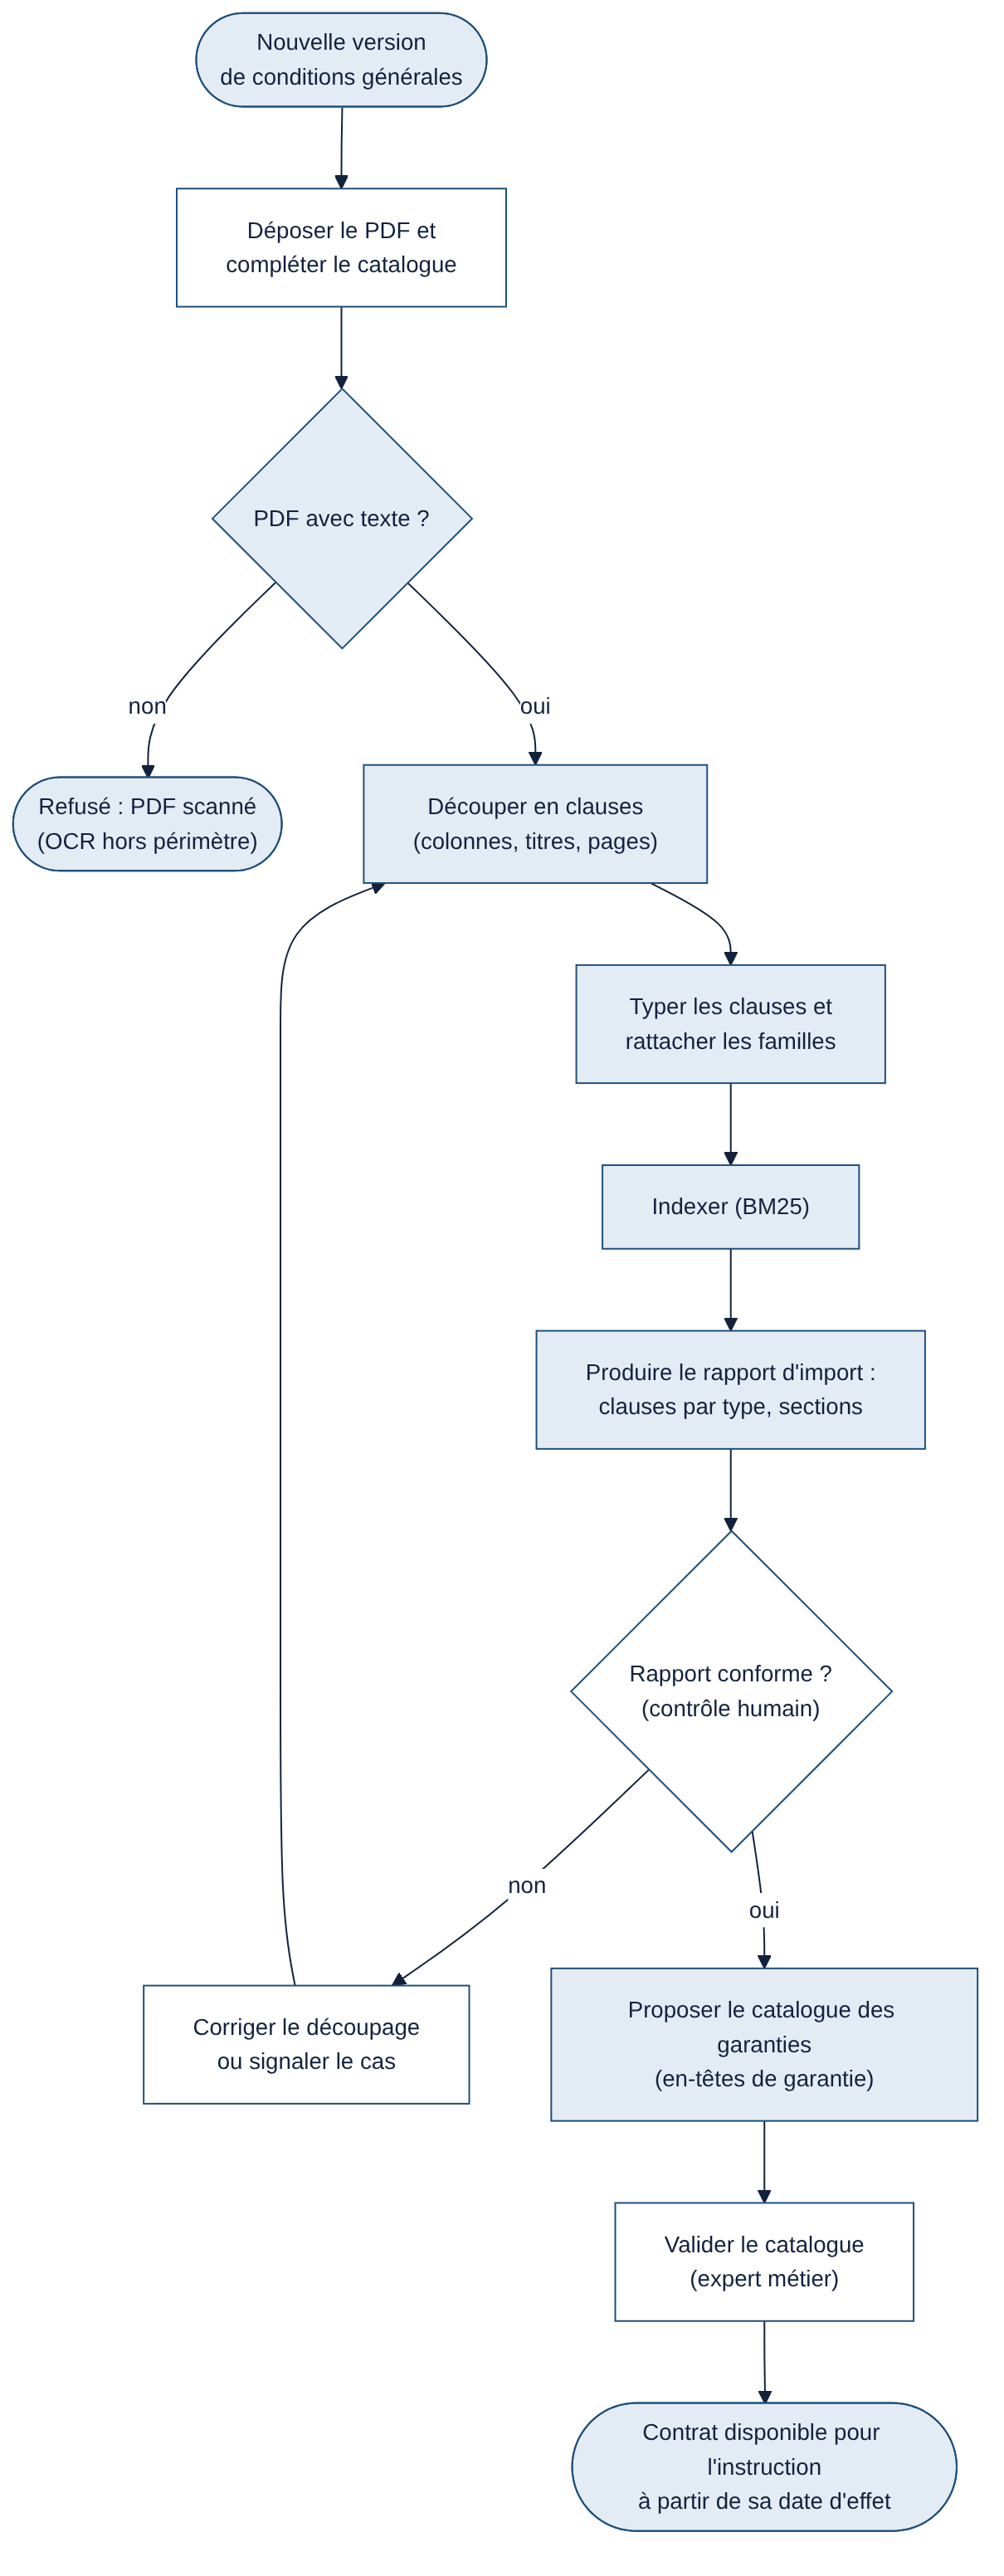 Nouvelle version
de conditions générales
Déposer le PDF et
compléter le catalogue
PDF avec texte ?
non
oui
Refusé : PDF scanné
(OCR hors périmètre)
Découper en clauses
(colonnes, titres, pages)
Typer les clauses et
rattacher les familles
Indexer (BM25)
Produire le rapport d'import :
clauses par type, sections
Rapport conforme ?
(contrôle humain)
non
oui
Corriger le découpage
ou signaler le cas
Proposer le catalogue des
garanties
(en-têtes de garantie)
Valider le catalogue
(expert métier)
Contrat disponible pour
l'instruction
à partir de sa date d'effet